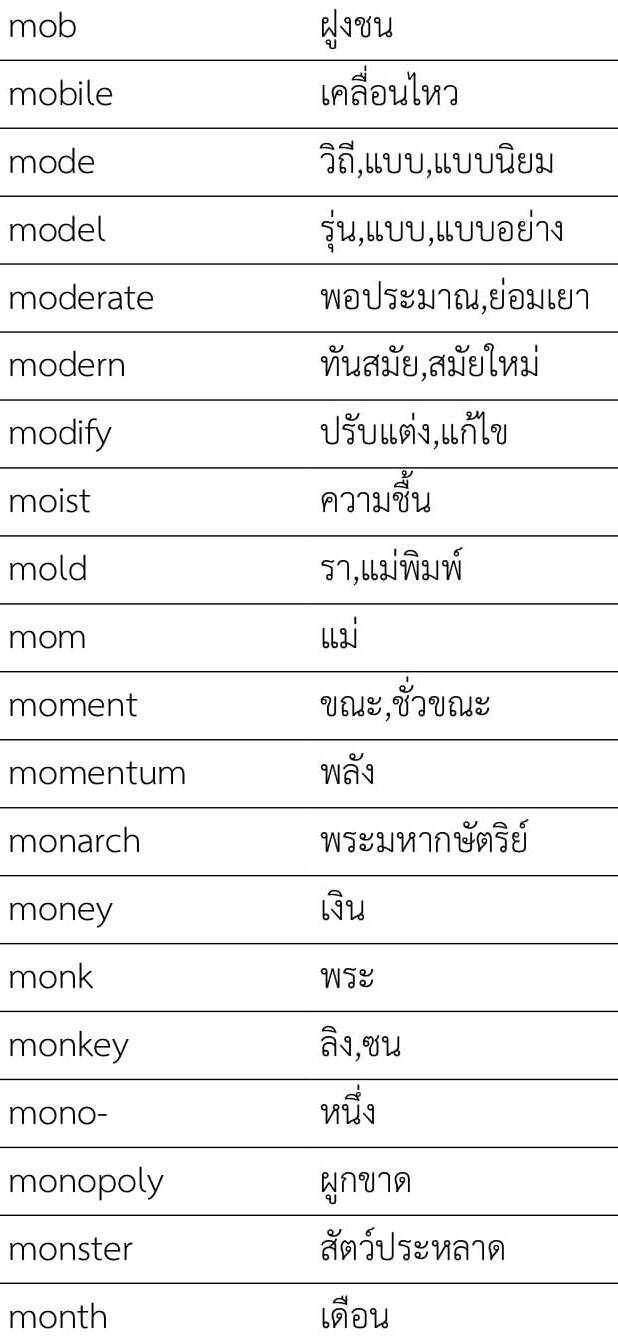 mob ฝูงชน
mobile เคลื่อนไหว
mode วิถี,แบบ,แบบนิยม
model รุ่น,แบบ,แบบอย่าง
moderate พอประมาณ,ย่อมเยา
modern ทันสมัย,สมัยใหม่
modify ปรับแต่ง,แก้ไข
moist ความชื้น
mold รา,แม่พิมพ์
mom แม่
moment ขณะ,ชั่วขณะ
momentum พลัง
monarch พระมหากษัตริย์
money เงิน
monk พระ
monkey ลิง,ซน
mono- หนึ่ง
monopoly ผูกขาด
monster สัตว์ประหลาด
month เดือน